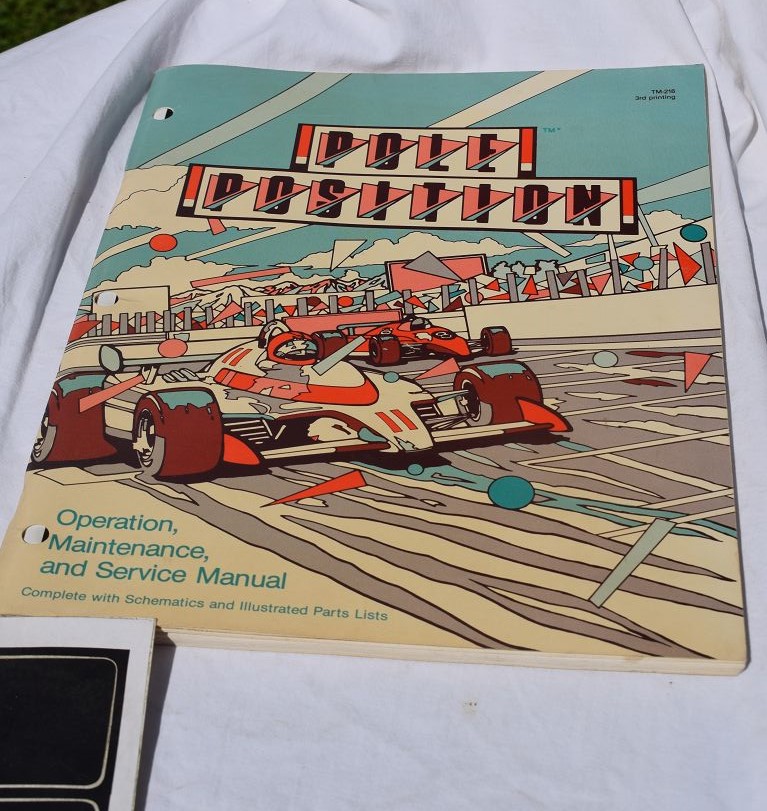 TM-218
3rd printing
POLE
TM*
POSITION
Operation,
Maintenance,
and Service Manual
Complete with Schematics and Illustrated Parts Lists